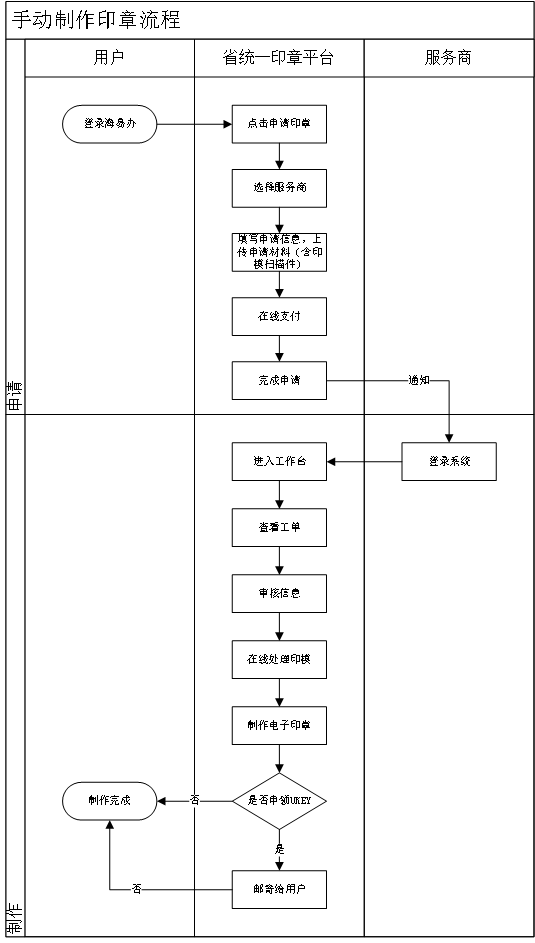 手动制作印章流程
用户
省统一印章平台
服务商
登录海易办
点击申请印章
选择服务商
填写申请信息，上
传申请材料（含印
模扫描件）
在线支付
完成申请
通知
申请
进入工作台
登录系统
查看工单
审核信息
在线处理印模
制作电子印章
制作完成
否
是否申领UKEY
是
否
邮寄给用户
制作